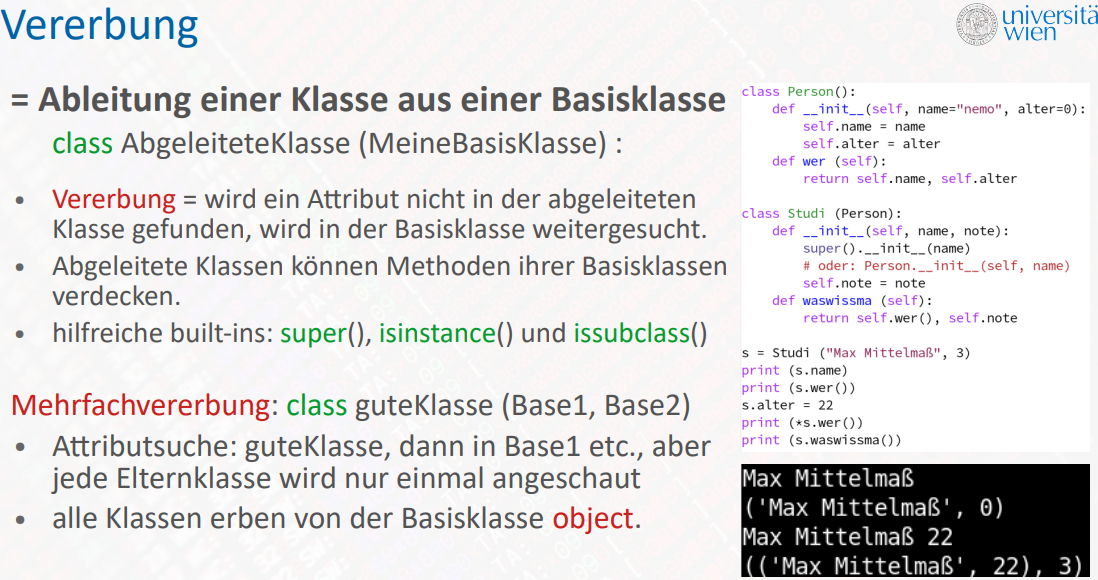 Vererbung
universitä
wien
= Ableitung einer Klasse aus einer Basisklasse
class AbgeleiteteKlasse (MeineBasisKlasse) :
• Vererbung = wird ein Attribut nicht in der abgeleiteten
Klasse gefunden, wird in der Basisklasse weitergesucht.
• Abgeleitete Klassen können Methoden ihrer Basisklassen
verdecken.
• hilfreiche built-ins: super(), isinstance() und issubclass()
Mehrfachvererbung: class guteKlasse (Base1, Base2)
• Attributsuche: guteKlasse, dann in Base1 etc., aber
jede Elternklasse wird nur einmal angeschaut
• alle Klassen erben von der Basisklasse object.
class Person():
    def __init__(self, name="nemo", alter=0):
        self.name = name
        self.alter = alter
    def wer (self):
        return self.name, self.alter
class Studi (Person):
    def __init__(self, name, note):
        super().__init__(name)
        # oder: Person.__init__(self, name)
        self.note = note
    def waswissma (self):
        return self.wer(), self.note
s = Studi ("Max Mittelmaß", 3)
print (s.name)
print (s.wer())
s.alter = 22
print (*s.wer())
print (s.waswissma())
Max Mittelmaß
('Max Mittelmaß', 0)
Max Mittelmaß 22
(('Max Mittelmaß', 22), 3)